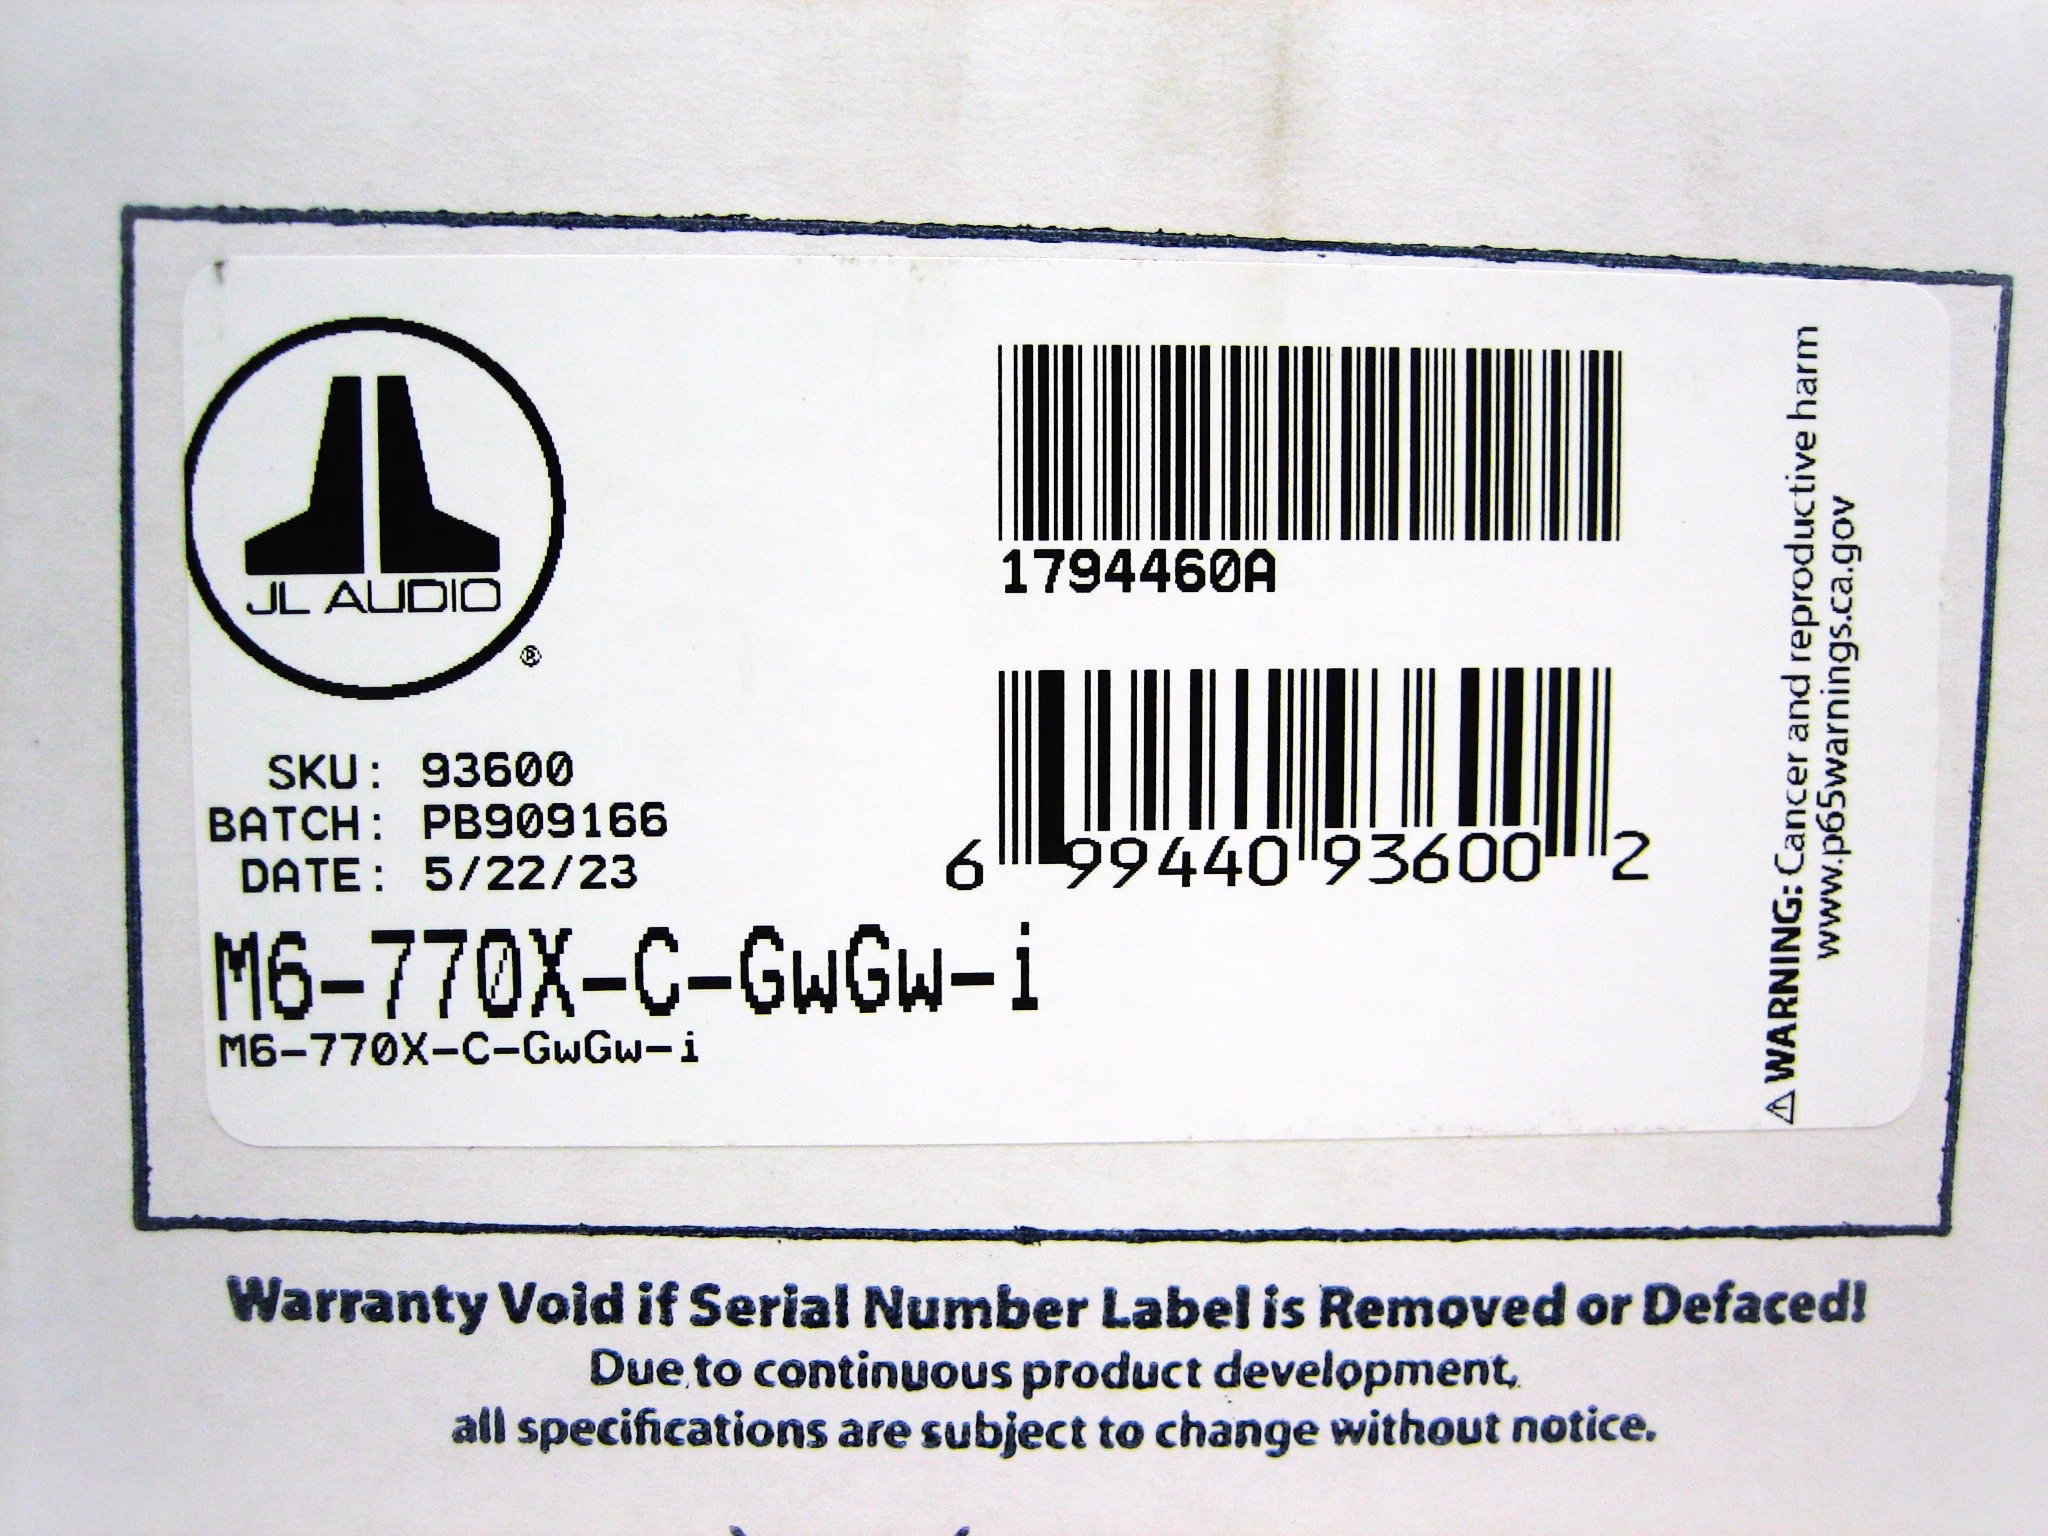 JL AUDIO
®
SKU: 93600
BATCH: PB909166
DATE: 5/22/23
M6-770X-C-GwGw-i
M6-770X-C-GwGw-i
1794460A
6 99440 93600 2
⚠ WARNING: Cancer and reproductive harm
www.p65warnings.ca.gov
Warranty Void if Serial Number Label is Removed or Defaced!
Due to continuous product development,
all specifications are subject to change without notice.